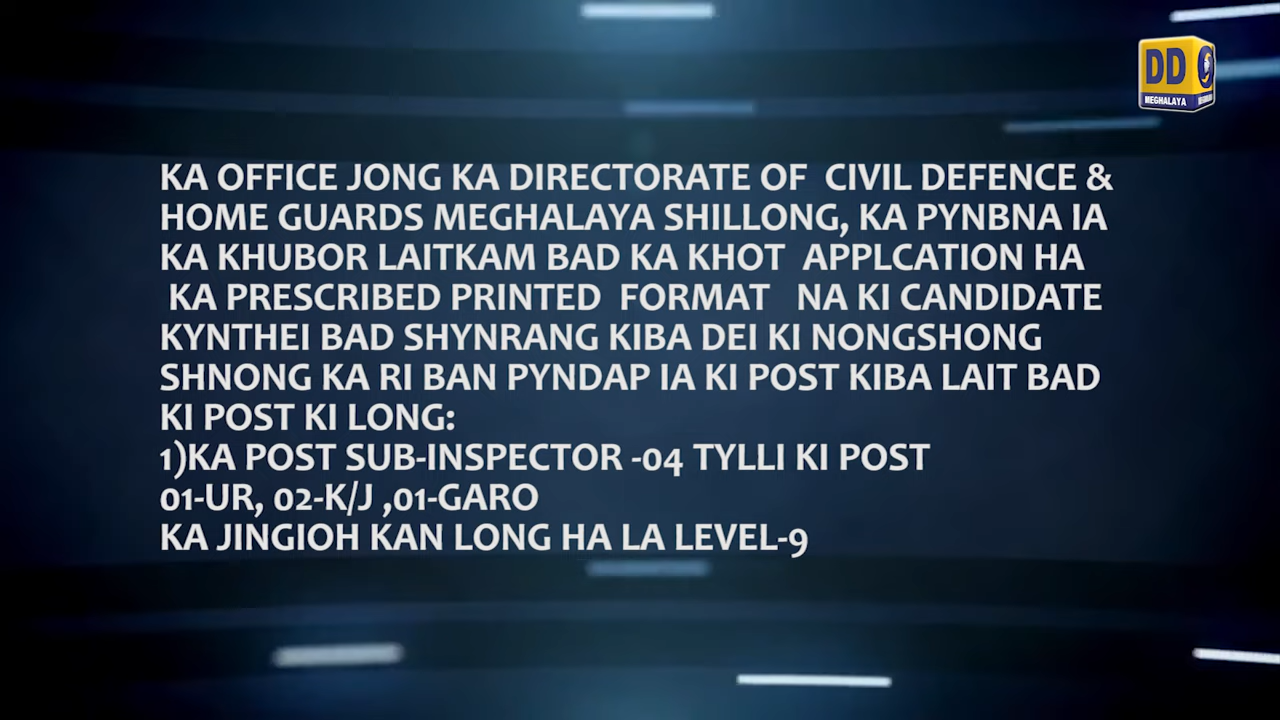 DD
MEGHALAYA
KA OFFICE JONG KA DIRECTORATE OF CIVIL DEFENCE &
HOME GUARDS MEGHALAYA SHILLONG, KA PYNBNA IA
KA KHUBOR LAITKAM BAD KA KHOT APPLCATION HA
KA PRESCRIBED PRINTED FORMAT NA KI CANDIDATE
KYNTHEI BAD SHYNRANG KIBA DEI KI NONGSHONG
SHNONG KA RI BAN PYNDAP IA KI POST KIBA LAIT BAD
KI POST KI LONG:
1)KA POST SUB-INSPECTOR -04 TYLLI KI POST
01-UR, 02-K/J ,01-GARO
KA JINGIOH KAN LONG HA LA LEVEL-9